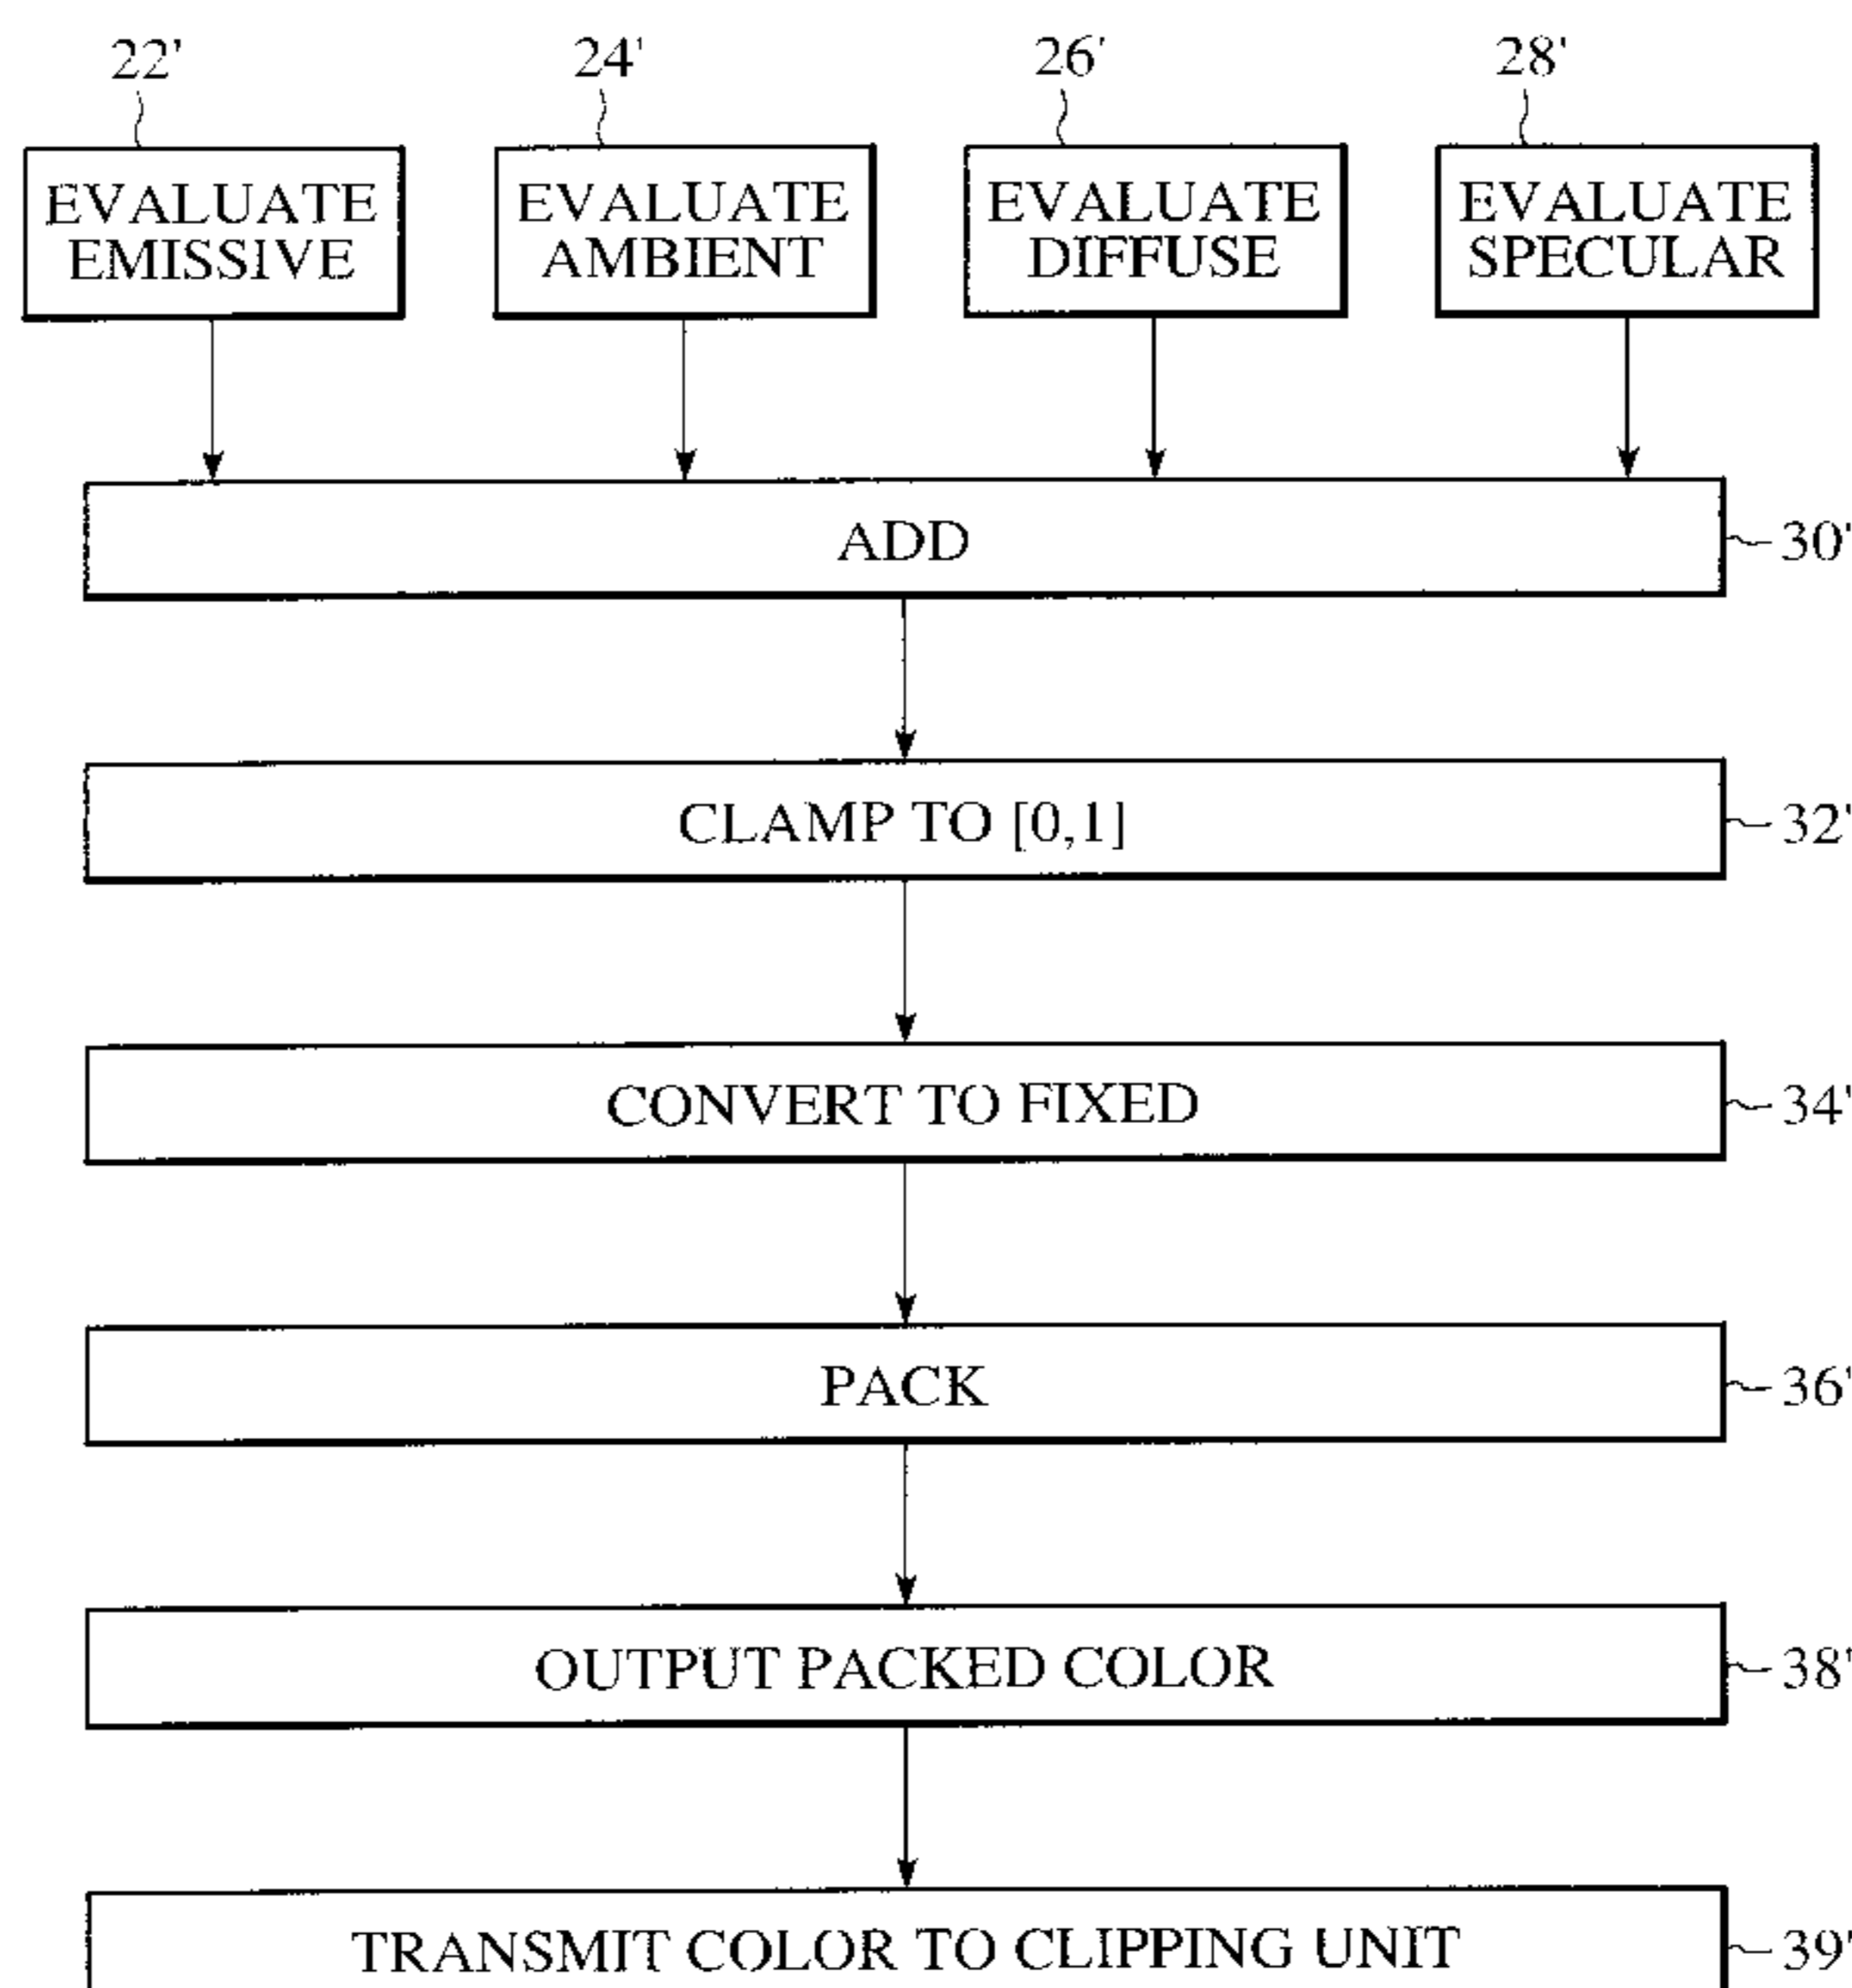 22' 24' 26' 28'
EVALUATE EMISSIVE
EVALUATE AMBIENT
EVALUATE DIFFUSE
EVALUATE SPECULAR
ADD 30'
CLAMP TO [0,1] 32'
CONVERT TO FIXED 34'
PACK 36'
OUTPUT PACKED COLOR 38'
TRANSMIT COLOR TO CLIPPING UNIT 39'